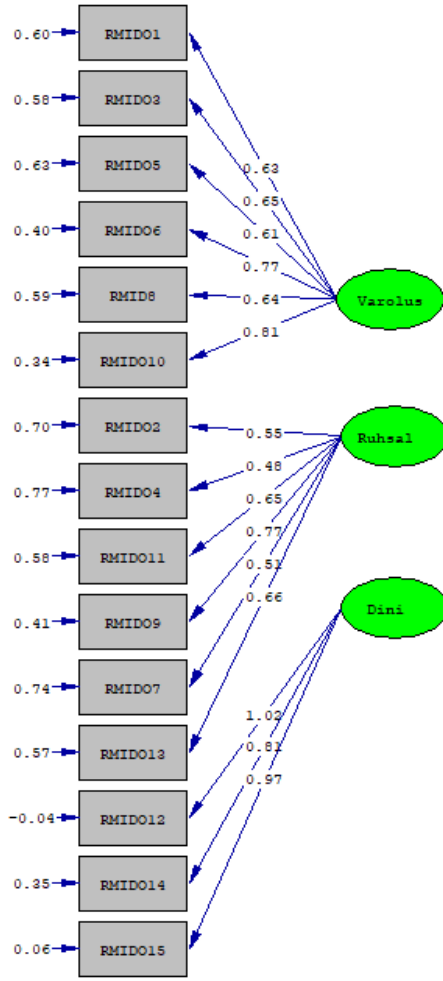 0.60 RMIDO1
0.58 RMIDO3
0.63 RMIDO5
0.63
0.65
0.61
0.40 RMIDO6
0.77
0.59 RMID8
0.64
Varolus
0.34 RMIDO10
0.81
0.70 RMIDO2
0.55
Ruhsal
0.77 RMIDO4
0.48
0.65
0.58 RMIDO11
0.77
0.51
0.66
0.41 RMIDO9
Dini
0.74 RMIDO7
0.57 RMIDO13
1.02
0.81
0.97
-0.04 RMIDO12
0.35 RMIDO14
0.06 RMIDO15